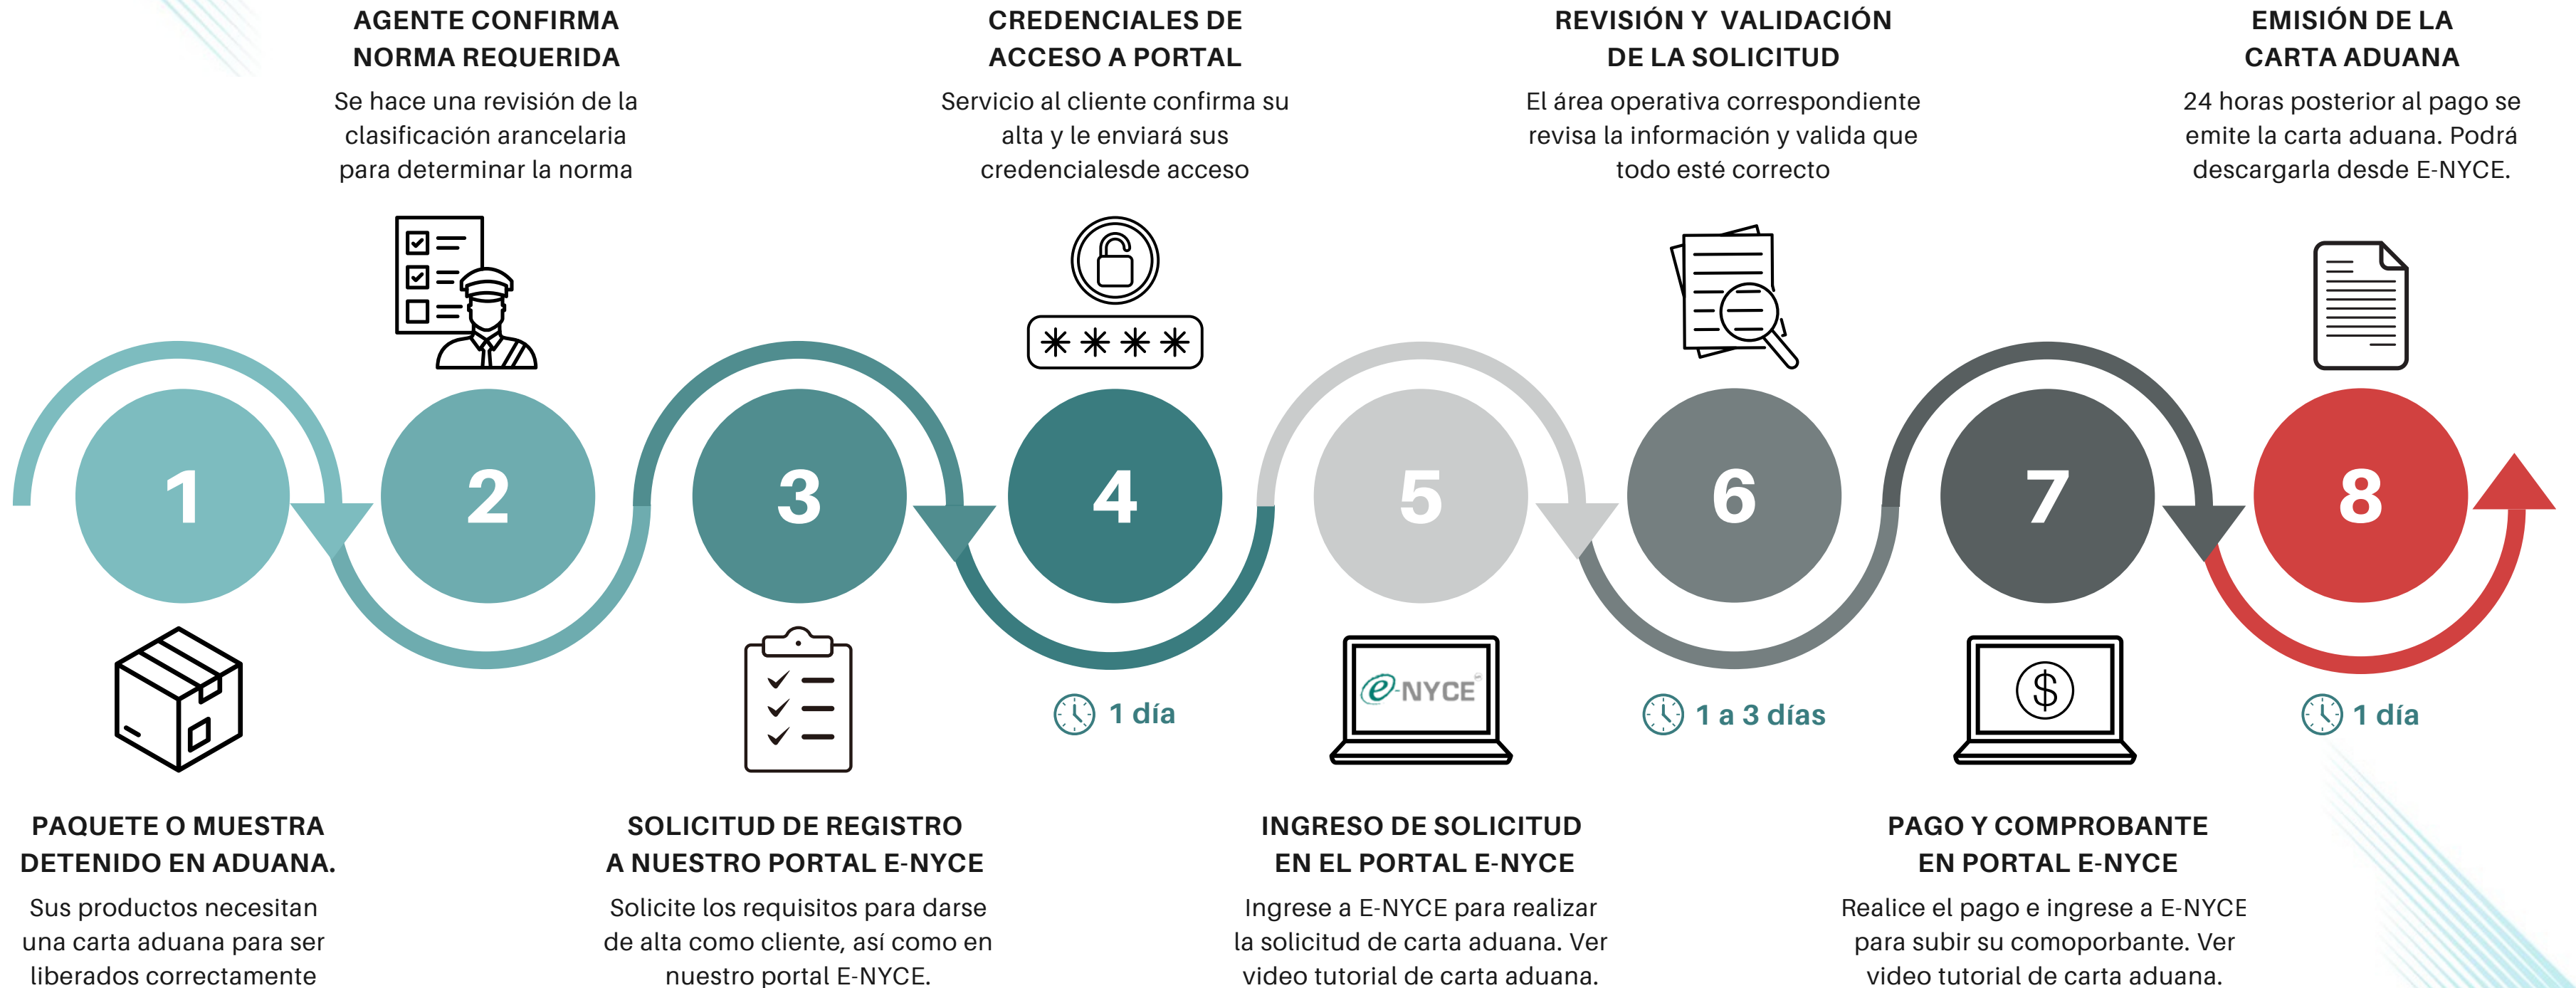 AGENTE CONFIRMA
NORMA REQUERIDA
Se hace una revisión de la
clasificación arancelaria
para determinar la norma
CREDENCIALES DE
ACCESO A PORTAL
Servicio al cliente confirma su
alta y le enviará sus
credencialesde acceso
REVISIÓN Y VALIDACIÓN
DE LA SOLICITUD
El área operativa correspondiente
revisa la información y valida que
todo esté correcto
EMISIÓN DE LA
CARTA ADUANA
24 horas posterior al pago se
emite la carta aduana. Podrá
descargarla desde E-NYCE.
****
1
2
3
4
5
6
7
8
e-NYCE
$
1 día
1 a 3 días
1 día
PAQUETE O MUESTRA
DETENIDO EN ADUANA.
Sus productos necesitan
una carta aduana para ser
liberados correctamente
SOLICITUD DE REGISTRO
A NUESTRO PORTAL E-NYCE
Solicite los requisitos para darse
de alta como cliente, así como en
nuestro portal E-NYCE.
INGRESO DE SOLICITUD
EN EL PORTAL E-NYCE
Ingrese a E-NYCE para realizar
la solicitud de carta aduana. Ver
video tutorial de carta aduana.
PAGO Y COMPROBANTE
EN PORTAL E-NYCE
Realice el pago e ingrese a E-NYCE
para subir su comoporbante. Ver
video tutorial de carta aduana.